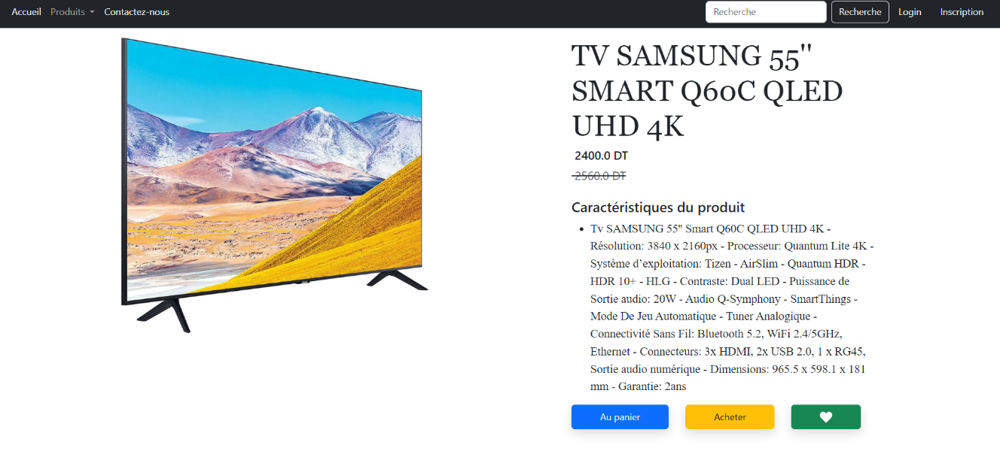 Accueil Produits Contactez-nous Recherche Recherche Login Inscription
TV SAMSUNG 55"
SMART Q60C QLED
UHD 4K
2400.0 DT
2560.0 DT
Caractéristiques du produit
Tv SAMSUNG 55" Smart Q60C QLED UHD 4K -
Résolution: 3840 x 2160px - Processeur: Quantum Lite 4K -
Système d’exploitation: Tizen - AirSlim - Quantum HDR -
HDR 10+ - HLG - Contraste: Dual LED - Puissance de
Sortie audio: 20W - Audio Q-Symphony - SmartThings -
Mode De Jeu Automatique - Tuner Analogique -
Connectivité Sans Fil: Bluetooth 5.2, WiFi 2.4/5GHz,
Ethernet - Connecteurs: 3x HDMI, 2x USB 2.0, 1 x RG45,
Sortie audio numérique - Dimensions: 965.5 x 598.1 x 181
mm - Garantie: 2ans
Au panier Acheter